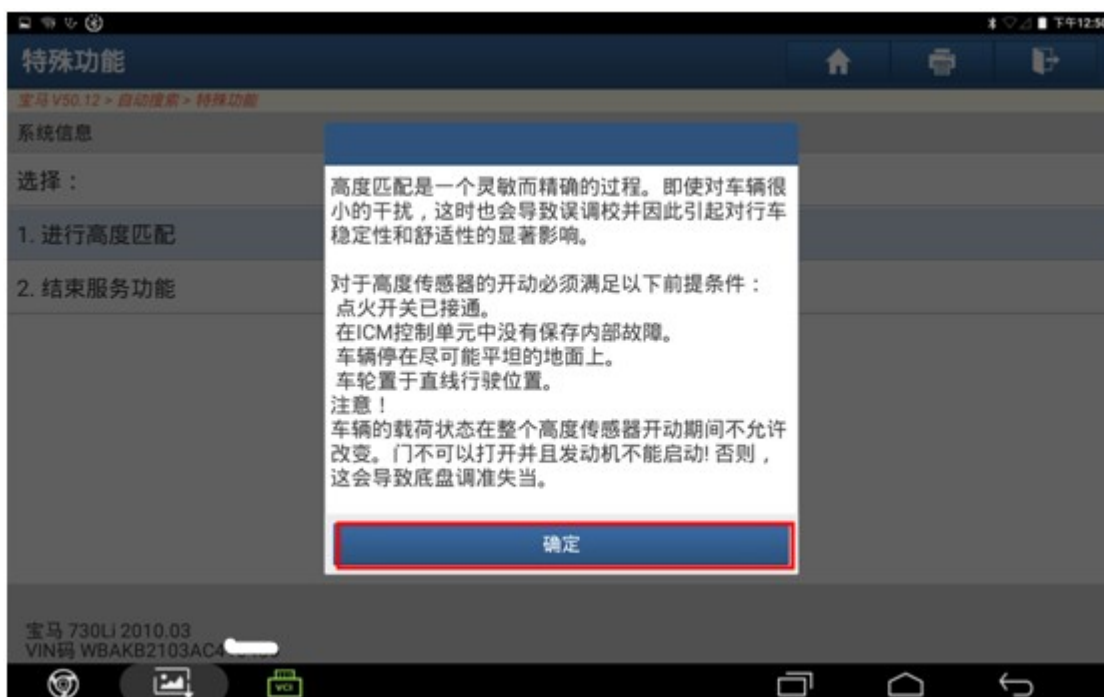 下午12:50
特殊功能
宝马 V50.12 > 自动搜索 > 特殊功能
系统信息
选择：
1. 进行高度匹配
2. 结束服务功能
高度匹配是一个灵敏而精确的过程。即使对车辆很
小的干扰，这时也会导致误调校并因此引起对行车
稳定性和舒适性的显著影响。
对于高度传感器的开动必须满足以下前提条件：
点火开关已接通。
在ICM控制单元中没有保存内部故障。
车辆停在尽可能平坦的地面上。
车轮置于直线行驶位置。
注意！
车辆的载荷状态在整个高度传感器开动期间不允许
改变。门不可以打开并且发动机不能启动! 否则，
这会导致底盘调准失当。
确定
宝马 730Li 2010.03
VIN码 WBAKB2103AC4
VCI